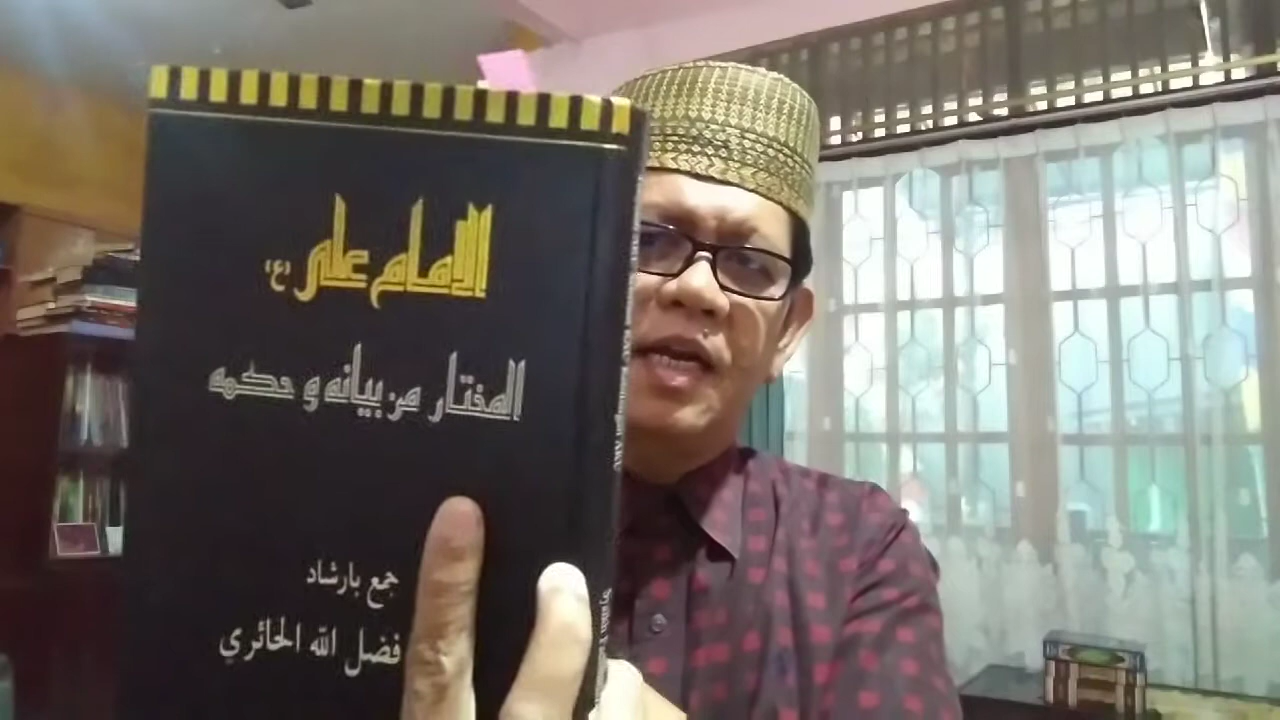 الامام علي (ع)
المختار من بيانه و حكمه
جمع بارشاد
فضل الله الحائري